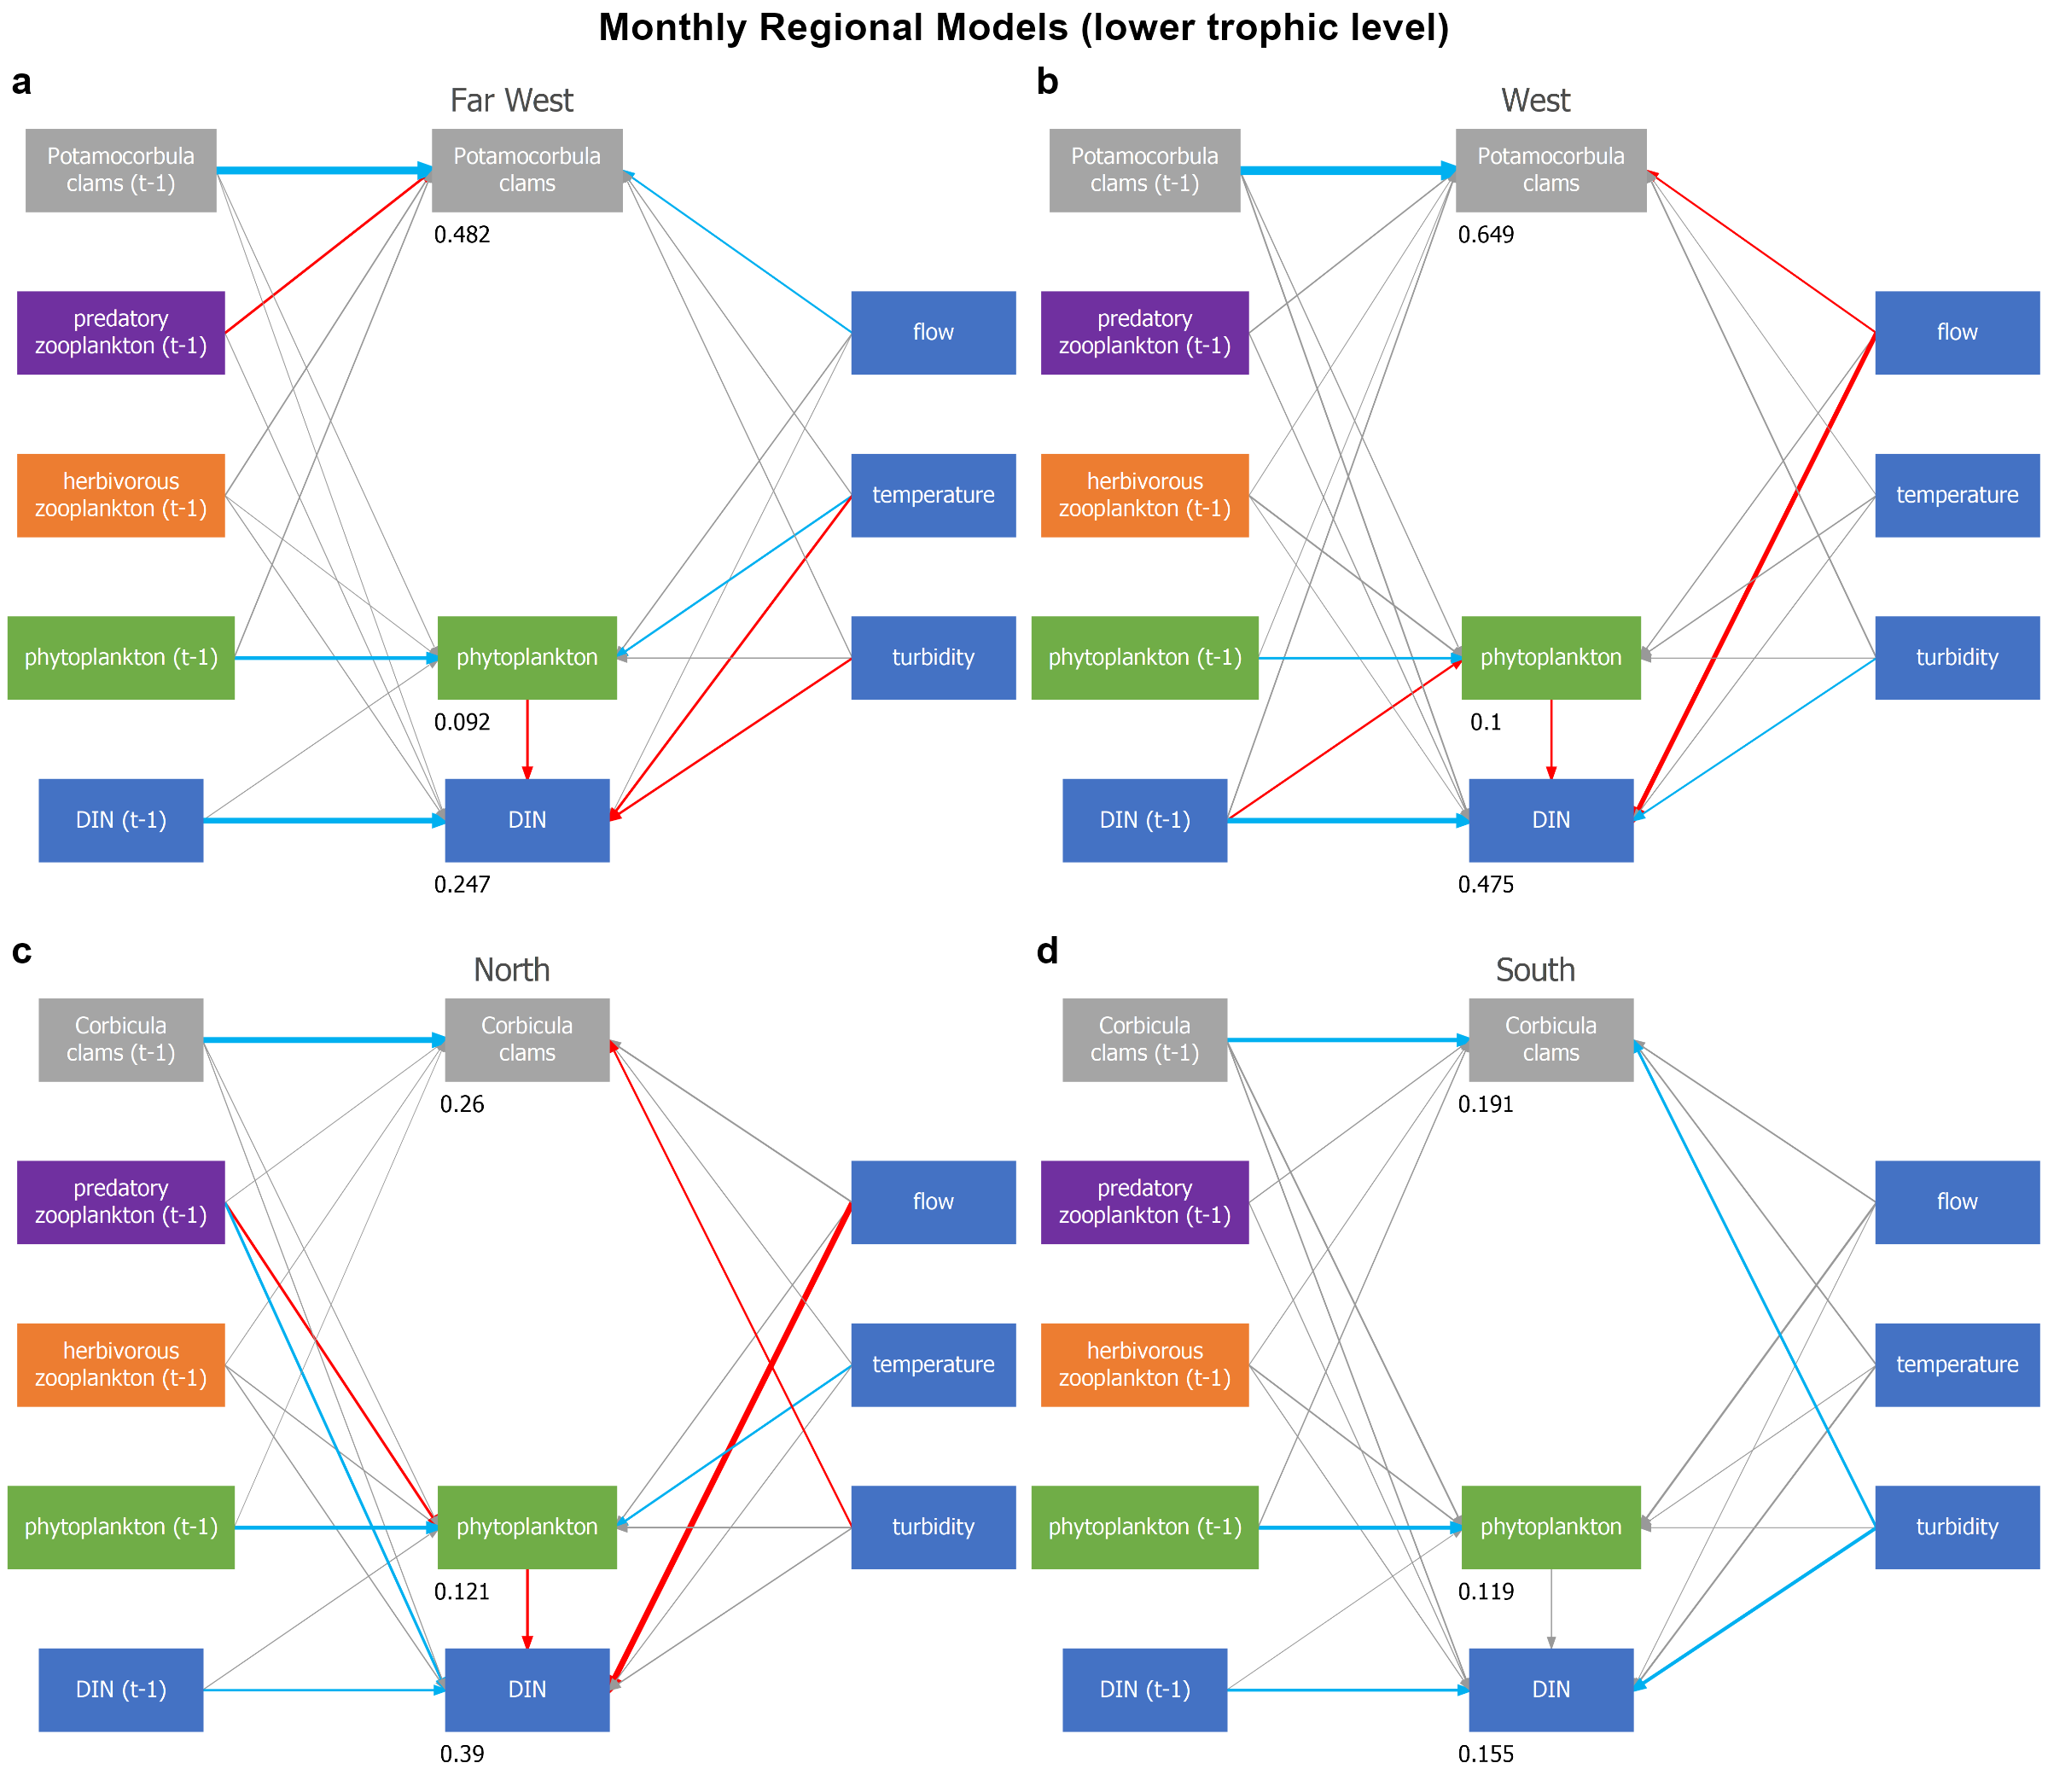 Monthly Regional Models (lower trophic level)
a
Far West
Potamocorbula
clams (t-1)
Potamocorbula
clams
0.482
predatory
zooplankton (t-1)
flow
herbivorous
zooplankton (t-1)
temperature
phytoplankton (t-1)
phytoplankton
turbidity
0.092
DIN (t-1)
DIN
0.247
b
West
Potamocorbula
clams (t-1)
Potamocorbula
clams
0.649
predatory
zooplankton (t-1)
flow
herbivorous
zooplankton (t-1)
temperature
phytoplankton (t-1)
phytoplankton
turbidity
0.1
DIN (t-1)
DIN
0.475
c
North
Corbicula
clams (t-1)
Corbicula
clams
0.26
predatory
zooplankton (t-1)
flow
herbivorous
zooplankton (t-1)
temperature
phytoplankton (t-1)
phytoplankton
turbidity
0.121
DIN (t-1)
DIN
0.39
d
South
Corbicula
clams (t-1)
Corbicula
clams
0.191
predatory
zooplankton (t-1)
flow
herbivorous
zooplankton (t-1)
temperature
phytoplankton (t-1)
phytoplankton
turbidity
0.119
DIN (t-1)
DIN
0.155